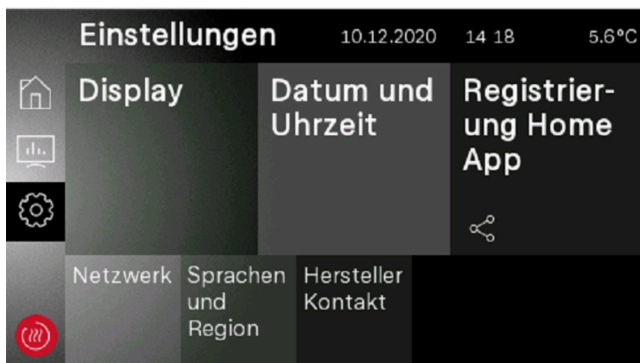 Einstellungen 10.12.2020 14 18 5.6°C
Display
Datum und
Uhrzeit
Registrier-
ung Home
App
Netzwerk
Sprachen
und
Region
Hersteller
Kontakt